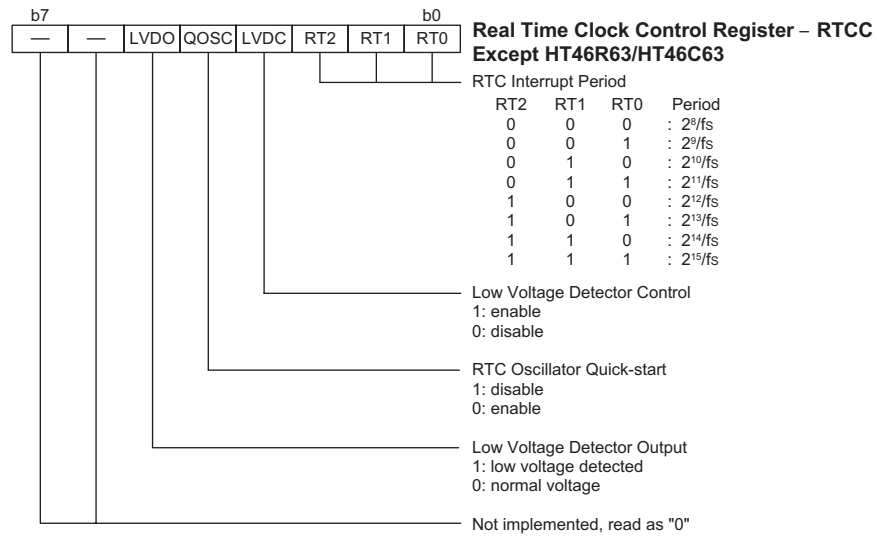 b7 b0
— — LVDO QOSC LVDC RT2 RT1 RT0
Real Time Clock Control Register – RTCC
Except HT46R63/HT46C63
RTC Interrupt Period
RT2 RT1 RT0 Period
0 0 0 : 2⁸/fs
0 0 1 : 2⁹/fs
0 1 0 : 2¹⁰/fs
0 1 1 : 2¹¹/fs
1 0 0 : 2¹²/fs
1 0 1 : 2¹³/fs
1 1 0 : 2¹⁴/fs
1 1 1 : 2¹⁵/fs
Low Voltage Detector Control
1: enable
0: disable
RTC Oscillator Quick-start
1: disable
0: enable
Low Voltage Detector Output
1: low voltage detected
0: normal voltage
Not implemented, read as "0"